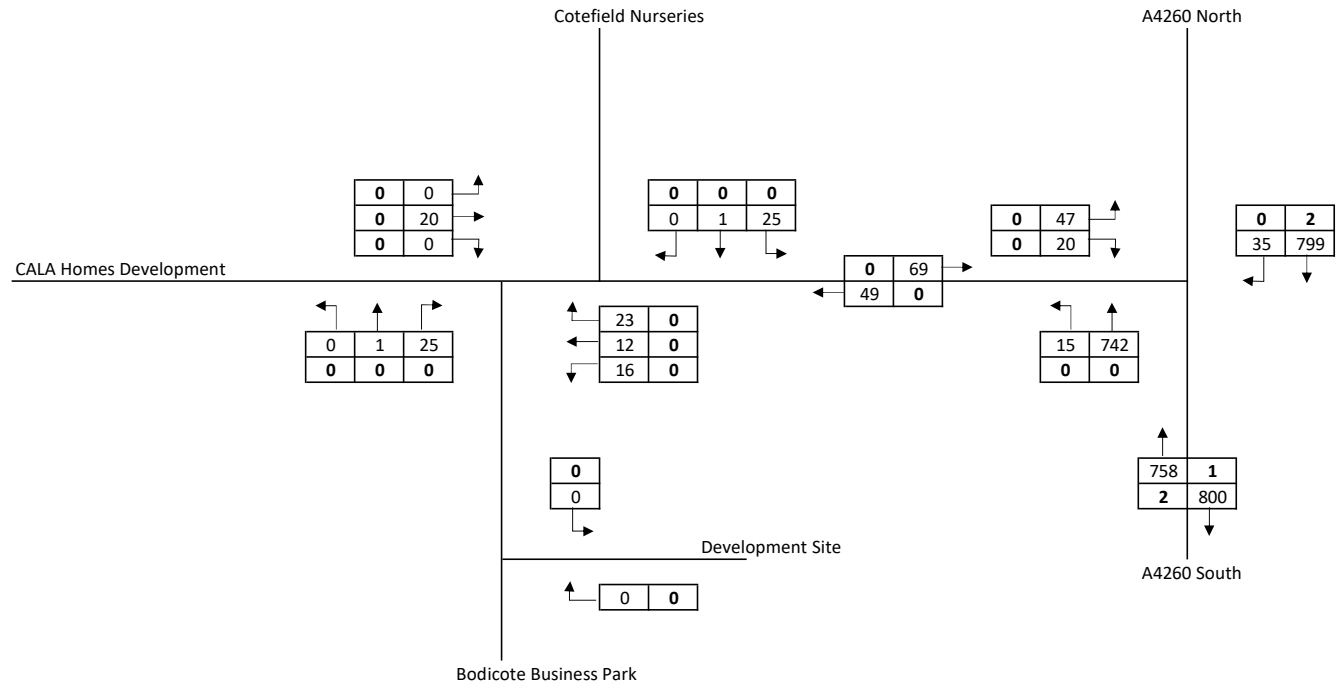 Cotefield Nurseries
A4260 North
0 0
0 20
0 0
0 0 0
0 1 25
0 47
0 20
0 2
35 799
CALA Homes Development
0 69
49 0
0 1 25
0 0 0
23 0
12 0
16 0
15 742
0 0
0
0
758 1
2 800
Development Site
A4260 South
0 0
Bodicote Business Park